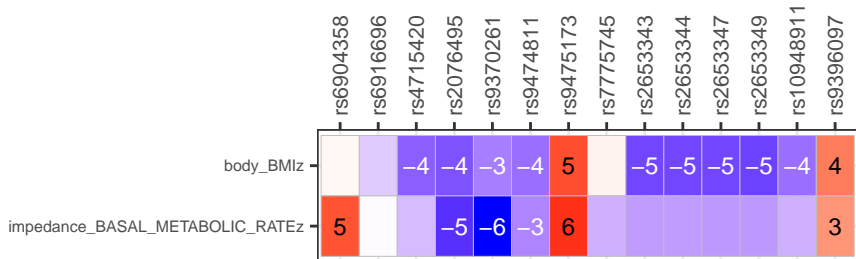 rs6904358 rs6916696 rs4715420 rs2076495 rs9370261 rs9474811 rs9475173 rs7775745 rs2653343 rs2653344 rs2653347 rs2653349 rs10948911 rs9396097
body_BMIz −4 −4 −3 −4 5 −5 −5 −5 −5 −4 4
impedance_BASAL_METABOLIC_RATEz 5 −5 −6 −3 6 3